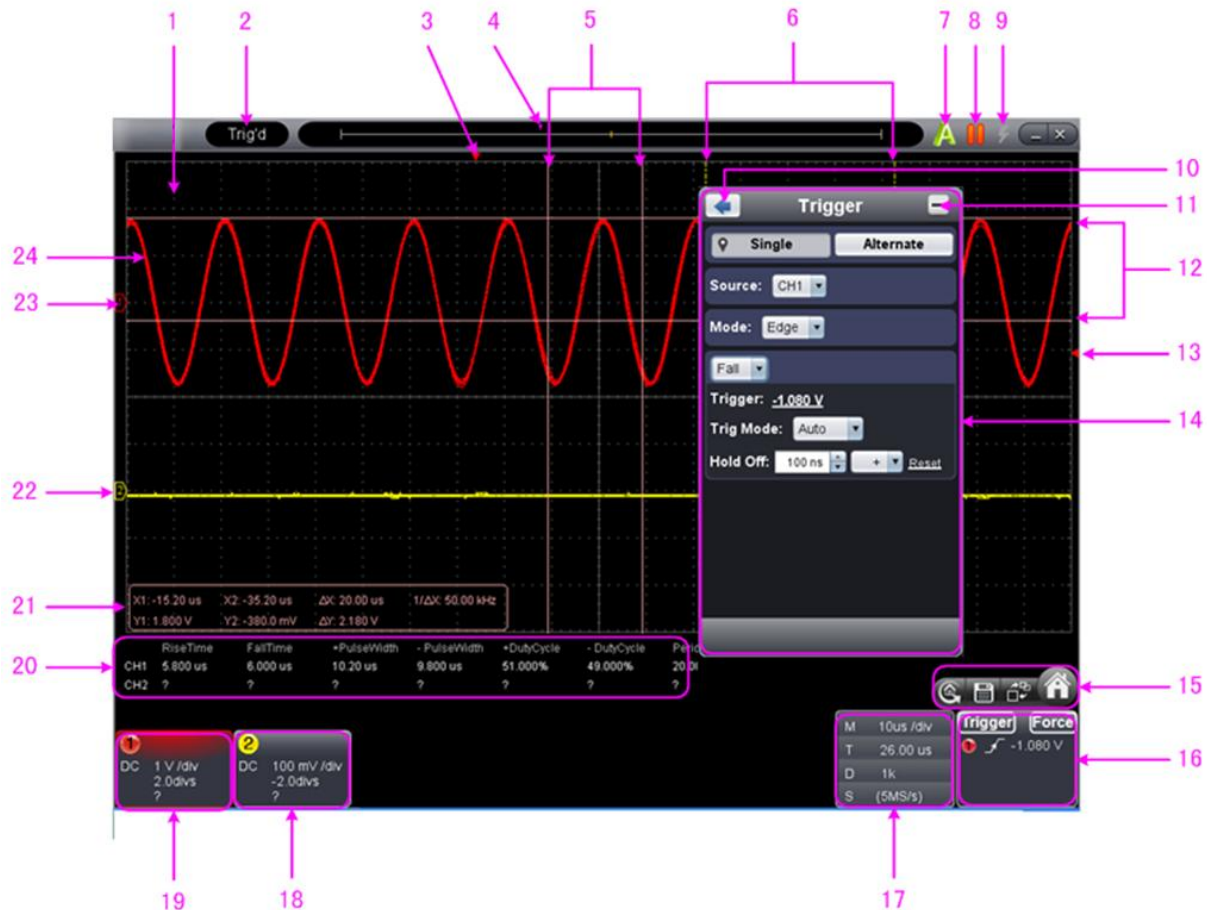 1 2 3 4 5 6 7 8 9
Trig'd
10
Trigger
11
Single Alternate
24
12
Source: CH1
23
Mode: Edge
13
Fall
Trigger: -1.080 V
14
Trig Mode: Auto
Hold Off: 100 ns + Reset
22
2
21
X1: -15.20 us X2: -35.20 us ΔX: 20.00 us 1/ΔX: 50.00 kHz
Y1: 1.800 V Y2: -380.0 mV ΔY: 2.180 V
RiseTime FallTime +PulseWidth - PulseWidth +DutyCycle - DutyCycle
20
CH1 5.800 us 6.000 us 10.20 us 9.800 us 51.000% 49.000%
CH2 ? ? ? ? ? ? ?
15
1
DC 1 V /div
2.0divs
?
2
DC 100 mV /div
-2.0divs
?
M 10us /div
T 26.00 us
D 1k
S (5MS/s)
Trigger Force
1 -1.080 V
16
19 18 17